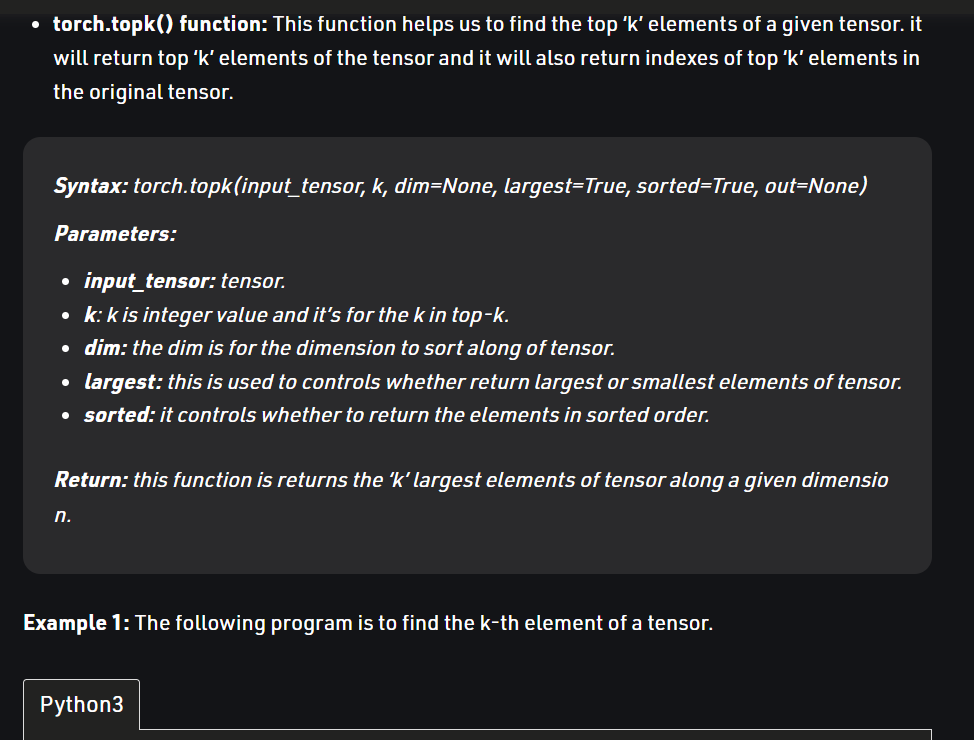 • torch.topk() function: This function helps us to find the top ‘k’ elements of a given tensor. it
will return top ‘k’ elements of the tensor and it will also return indexes of top ‘k’ elements in
the original tensor.
Syntax: torch.topk(input_tensor, k, dim=None, largest=True, sorted=True, out=None)
Parameters:
• input_tensor: tensor.
• k: k is integer value and it's for the k in top-k.
• dim: the dim is for the dimension to sort along of tensor.
• largest: this is used to controls whether return largest or smallest elements of tensor.
• sorted: it controls whether to return the elements in sorted order.
Return: this function is returns the ‘k’ largest elements of tensor along a given dimensio
n.
Example 1: The following program is to find the k-th element of a tensor.
Python3